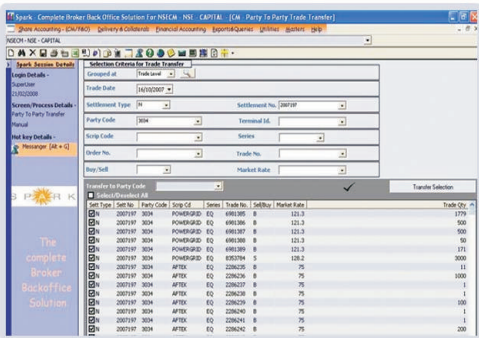 Spark - Complete Broker Back Office Solution For NSECM - NSE - CAPITAL - [CM - Party To Party Trade Transfer]
Share Accounting - (CM/F&O) Delivery & Collaterals Financial Accounting Exports&Queries Utilities Masters Help
NSECM - NSE - CAPITAL
Spark Session Details
Login Details -
SuperUser
21/02/2008
Screen/Process Details -
Party To Party Transfer
Manual
Hot key Details -
Messanger [Alt + G]
SPARK
The
complete
Broker
Backoffice
Solution
Selection Criteria for Trade Transfer
Grouped at Trade Level
Trade Date 16/10/2007
Settlement Type N Settlement No. 2007197
Party Code 3034 Terminal Id.
Scrip Code Series
Order No. Trade No.
Buy/Sell Market Rate
Transfer to Party Code Transfer Selection
Select/Deselect All
Sett Type Sett No Party Code Scrip Cd Series Trade No. Sell/Buy Market Rate Trade Qty
N 2007197 3034 POWERGRID EQ 6981385 B 121.3 1779
N 2007197 3034 POWERGRID EQ 6981386 B 121.3 500
N 2007197 3034 POWERGRID EQ 6981387 B 121.3 500
N 2007197 3034 POWERGRID EQ 6981388 B 121.3 50
N 2007197 3034 POWERGRID EQ 6981389 B 121.3 171
N 2007197 3034 POWERGRID EQ 8353784 S 128.2 3000
N 2007197 3034 AFTEK EQ 2286235 B 75 11
N 2007197 3034 AFTEK EQ 2286236 B 75 1000
N 2007197 3034 AFTEK EQ 2286237 B 75 1
N 2007197 3034 AFTEK EQ 2286238 B 75 1
N 2007197 3034 AFTEK EQ 2286239 B 75 100
N 2007197 3034 AFTEK EQ 2286240 B 75 1
N 2007197 3034 AFTEK EQ 2286241 B 75 1
N 2007197 3034 AFTEK EQ 2286242 B 75 200